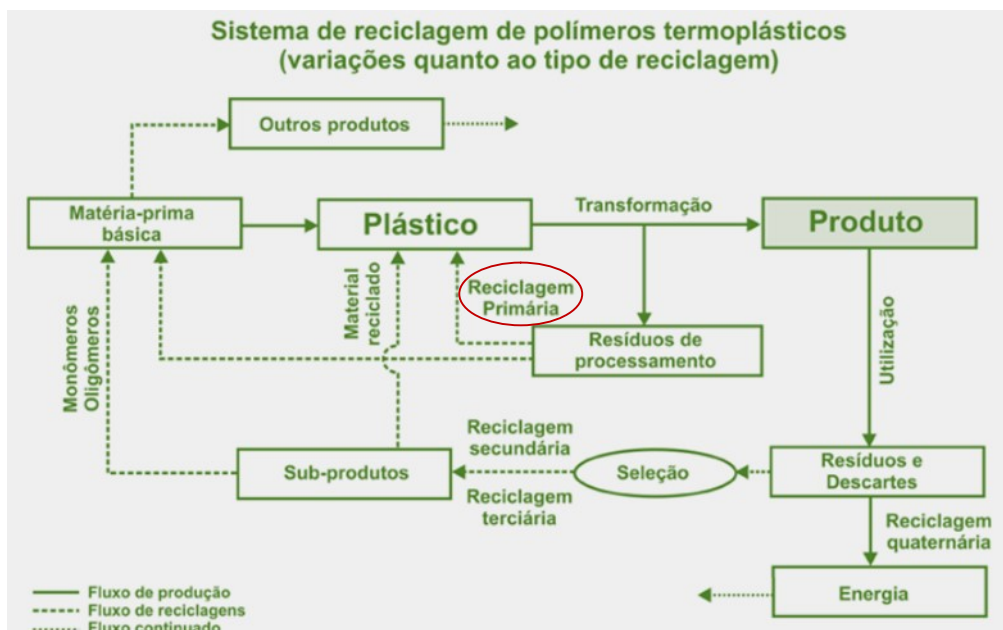 Sistema de reciclagem de polímeros termoplásticos
(variações quanto ao tipo de reciclagem)
Outros produtos
Matéria-prima
básica
Plástico
Transformação
Produto
Monômeros
Oligômeros
Material
reciclado
Reciclagem
Primária
Resíduos de
processamento
Utilização
Reciclagem
secundária
Sub-produtos
Seleção
Resíduos e
Descartes
Reciclagem
terciária
Reciclagem
quaternária
Energia
Fluxo de produção
Fluxo de reciclagens
Fluxo continuado